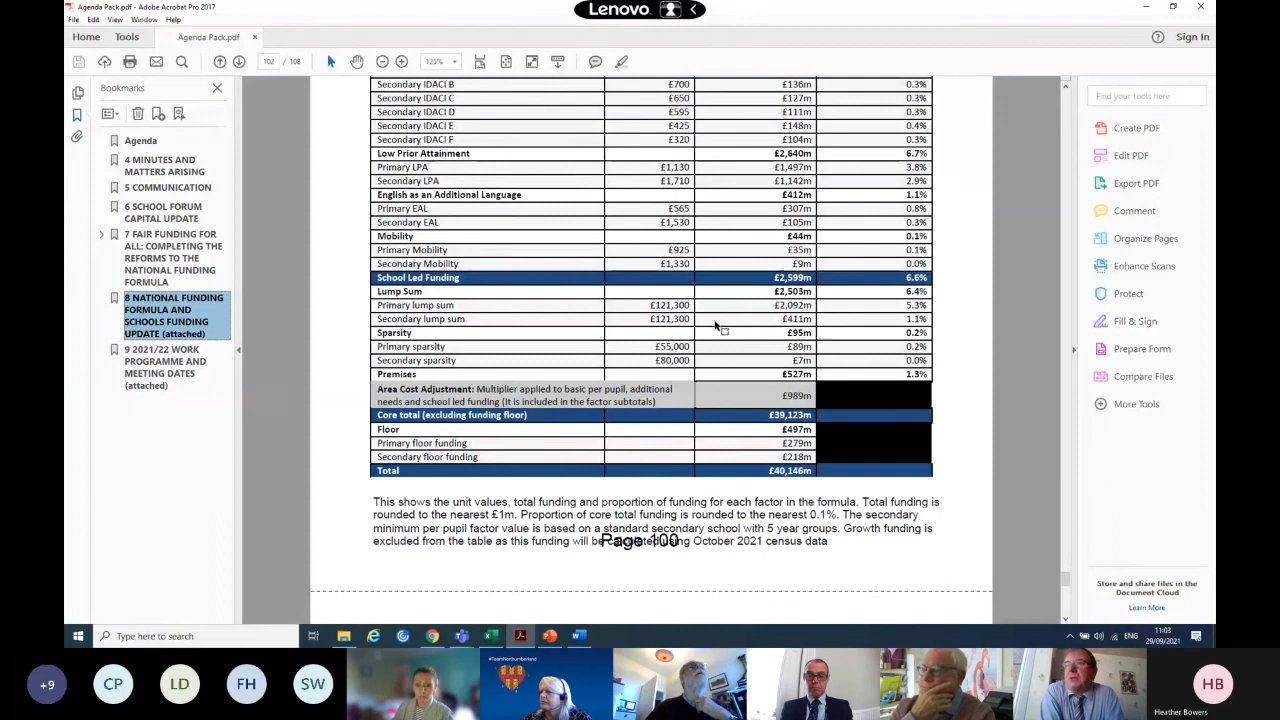 Agenda Pack.pdf - Adobe Acrobat Pro 2017
Lenovo
File Edit View Window Help
Home Tools Agenda Pack.pdf × Sign In
102 / 108 125%
Bookmarks
Agenda
4 MINUTES AND
MATTERS ARISING
5 COMMUNICATION
6 SCHOOL FORUM
CAPITAL UPDATE
7 FAIR FUNDING FOR
ALL: COMPLETING THE
REFORMS TO THE
NATIONAL FUNDING
FORMULA
8 NATIONAL FUNDING
FORMULA AND
SCHOOLS FUNDING
UPDATE (attached)
9 2021/22 WORK
PROGRAMME AND
MEETING DATES
(attached)
Secondary IDACI B £700 £136m 0.3%
Secondary IDACI C £650 £127m 0.3%
Secondary IDACI D £595 £111m 0.3%
Secondary IDACI E £425 £148m 0.4%
Secondary IDACI F £320 £104m 0.3%
Low Prior Attainment £2,640m 6.7%
Primary LPA £1,130 £1,497m 3.8%
Secondary LPA £1,710 £1,142m 2.9%
English as an Additional Language £412m 1.1%
Primary EAL £565 £307m 0.8%
Secondary EAL £1,530 £105m 0.3%
Mobility £44m 0.1%
Primary Mobility £925 £35m 0.1%
Secondary Mobility £1,330 £9m 0.0%
School Led Funding £2,599m 6.6%
Lump Sum £2,503m 6.4%
Primary lump sum £121,300 £2,092m 5.3%
Secondary lump sum £121,300 £411m 1.1%
Sparsity £95m 0.2%
Primary sparsity £55,000 £89m 0.2%
Secondary sparsity £80,000 £7m 0.0%
Premises £527m 1.3%
Area Cost Adjustment: Multiplier applied to basic per pupil, additional
needs and school led funding (It is included in the factor subtotals) £989m
Core total (excluding funding floor) £39,123m
Floor £497m
Primary floor funding £279m
Secondary floor funding £218m
Total £40,146m
This shows the unit values, total funding and proportion of funding for each factor in the formula. Total funding is
rounded to the nearest £1m. Proportion of core total funding is rounded to the nearest 0.1%. The secondary
minimum per pupil factor value is based on a standard secondary school with 5 year groups. Growth funding is
excluded from the table as this funding will be calculated using October 2021 census data
Page 100
Find your tools here
Create PDF
Edit PDF
Export PDF
Comment
Organize Pages
Enhance Scans
Protect
Fill & Sign
Prepare Form
Compare Files
More Tools
Store and share files in the
Document Cloud
Learn More
Type here to search
ENG
11:03
29/09/2021
+9 CP LD FH SW
#TeamNorthumberland
HB
Heather Bowers